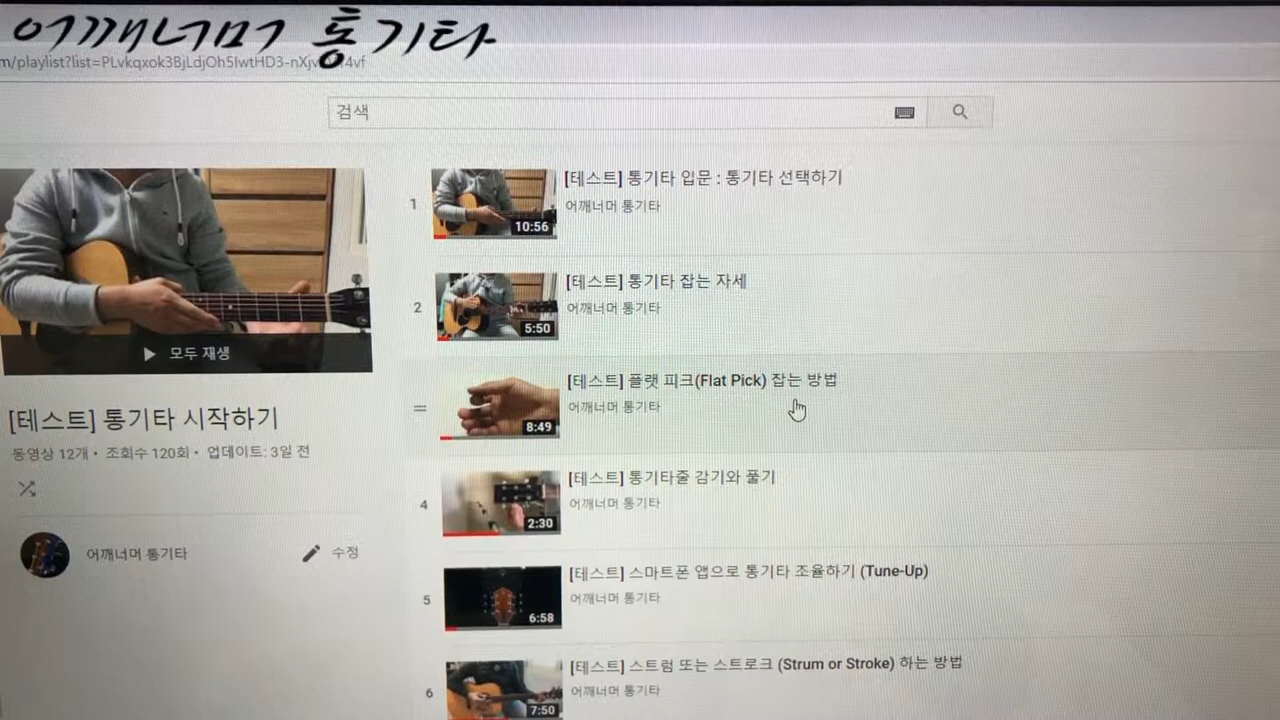 어깨너머 통기타
m/playlist?list=PLvkqxok3BjLdjOh5IwtHD3-nXjv
4vf
검색
1
10:56
[테스트] 통기타 입문 : 통기타 선택하기
어깨너머 통기타
2
5:50
[테스트] 통기타 잡는 자세
어깨너머 통기타
8:49
[테스트] 플랫 피크(Flat Pick) 잡는 방법
어깨너머 통기타
4
2:30
[테스트] 통기타줄 감기와 풀기
어깨너머 통기타
5
6:58
[테스트] 스마트폰 앱으로 통기타 조율하기 (Tune-Up)
어깨너머 통기타
6
7:50
[테스트] 스트럼 또는 스트로크 (Strum or Stroke) 하는 방법
어깨너머 통기타
모두 재생
[테스트] 통기타 시작하기
동영상 12개 • 조회수 120회 • 업데이트: 3일 전
어깨너머 통기타
수정